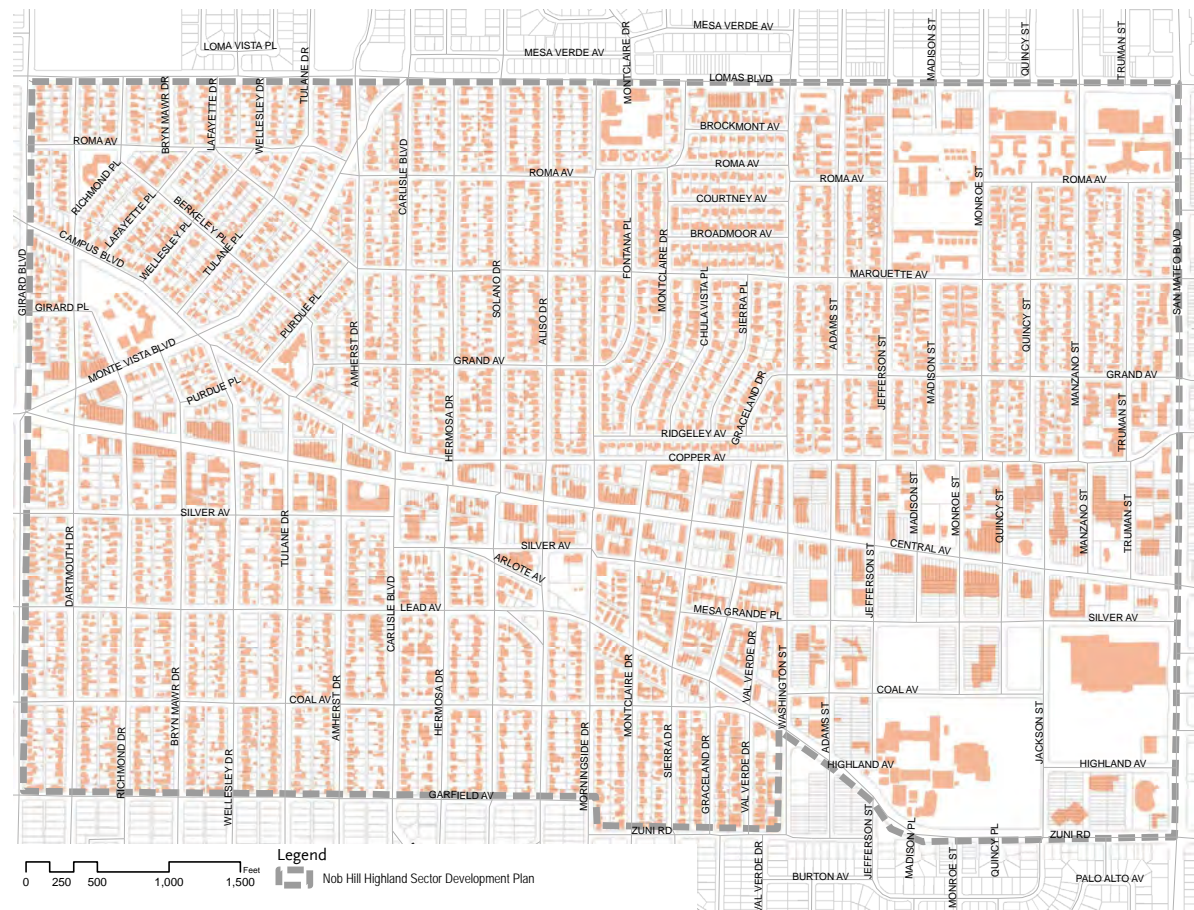 MESA VERDE AV
LOMA VISTA PL
MESA VERDE AV
MONTCLAIRE DR
MADISON ST
QUINCY ST
TRUMAN ST
TULANE DR
LOMAS BLVD
BRYN MAWR DR
LAFAYETTE DR
WELLESLEY DR
ROMA AV
BROCKMONT AV
CARLISLE BLVD
ROMA AV
ROMA AV
ROMA AV
ROMA AV
RICHMOND PL
LAFAYETTE PL
BERKELEY PL
WELLESLEY PL
TULANE PL
COURTNEY AV
MONROE ST
BROADMOOR AV
CAMPUS BLVD
FONTANA PL
MONTCLAIRE DR
MARQUETTE AV
SAN MATEO BLVD
GIRARD BLVD
GIRARD PL
PURDUE PL
SOLANO DR
ALISO DR
CHULA VISTA PL
SIERRA PL
ADAMS ST
QUINCY ST
MONTE VISTA BLVD
AMHERST DR
GRAND AV
JEFFERSON ST
MADISON ST
MANZANO ST
GRAND AV
PURDUE PL
HERMOSA DR
GRACELAND DR
RIDGELEY AV
TRUMAN ST
COPPER AV
SILVER AV
TULANE DR
MADISON ST
MONROE ST
QUINCY ST
MANZANO ST
TRUMAN ST
SILVER AV
CENTRAL AV
DARTMOUTH DR
ARLOTE AV
CARLISLE BLVD
LEAD AV
JEFFERSON ST
MESA GRANDE PL
SILVER AV
BRYN MAWR DR
COAL AV
AMHERST DR
HERMOSA DR
MONTCLAIRE DR
VAL VERDE DR
WASHINGTON ST
COAL AV
ADAMS ST
JACKSON ST
RICHMOND DR
WELLESLEY DR
MORNINGSIDE DR
SIERRA DR
GRACELAND DR
VAL VERDE DR
HIGHLAND AV
HIGHLAND AV
GARFIELD AV
ZUNI RD
JEFFERSON ST
MADISON PL
MONROE ST
QUINCY PL
ZUNI RD
VAL VERDE DR
BURTON AV
PALO ALTO AV
Legend
Feet
0 250 500 1,000 1,500
Nob Hill Highland Sector Development Plan